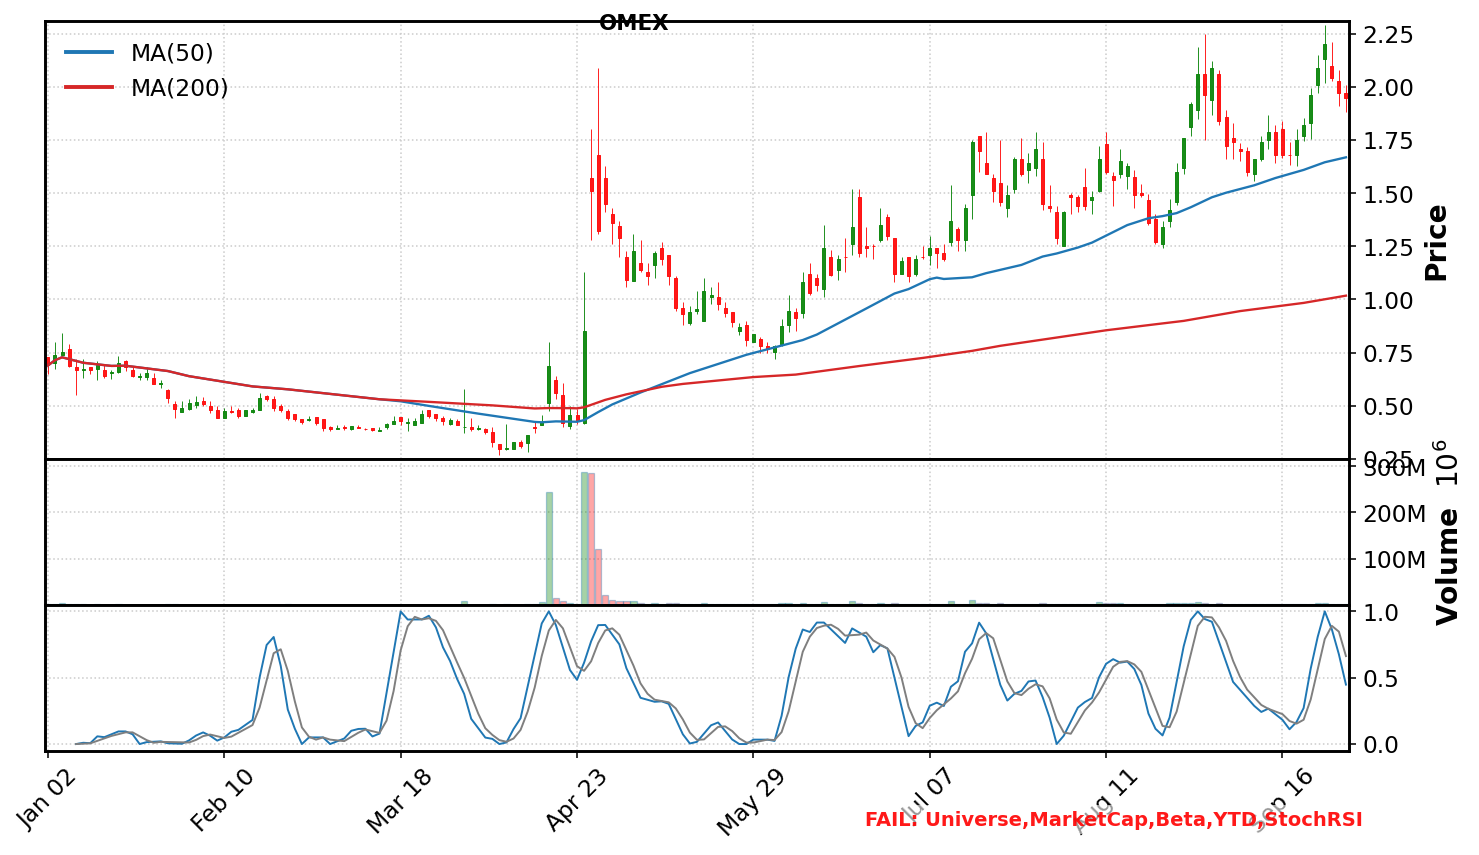 OMEX
MA(50)
MA(200)
2.25
2.00
1.75
1.50
1.25
1.00
0.75
0.50
0.25
Price
300M
200M
100M
Volume 10⁶
1.0
0.5
0.0
Jan 02
Feb 10
Mar 18
Apr 23
May 29
Jul 07
Aug 11
Sep 16
FAIL: Universe,MarketCap,Beta,YTD,StochRSI